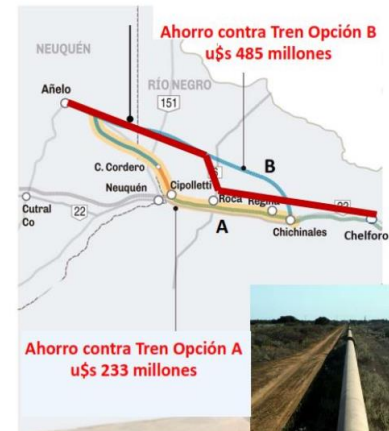 NEUQUÉN
Ahorro contra Tren Opción B
u$s 485 millones
RÍO NEGRO
Añelo
151
B
C. Cordero
Cipolletti
Neuquén
Roca
Regina
22
Cutral
Co
22
A
Chichinales
Chelforo
Ahorro contra Tren Opción A
u$s 233 millones